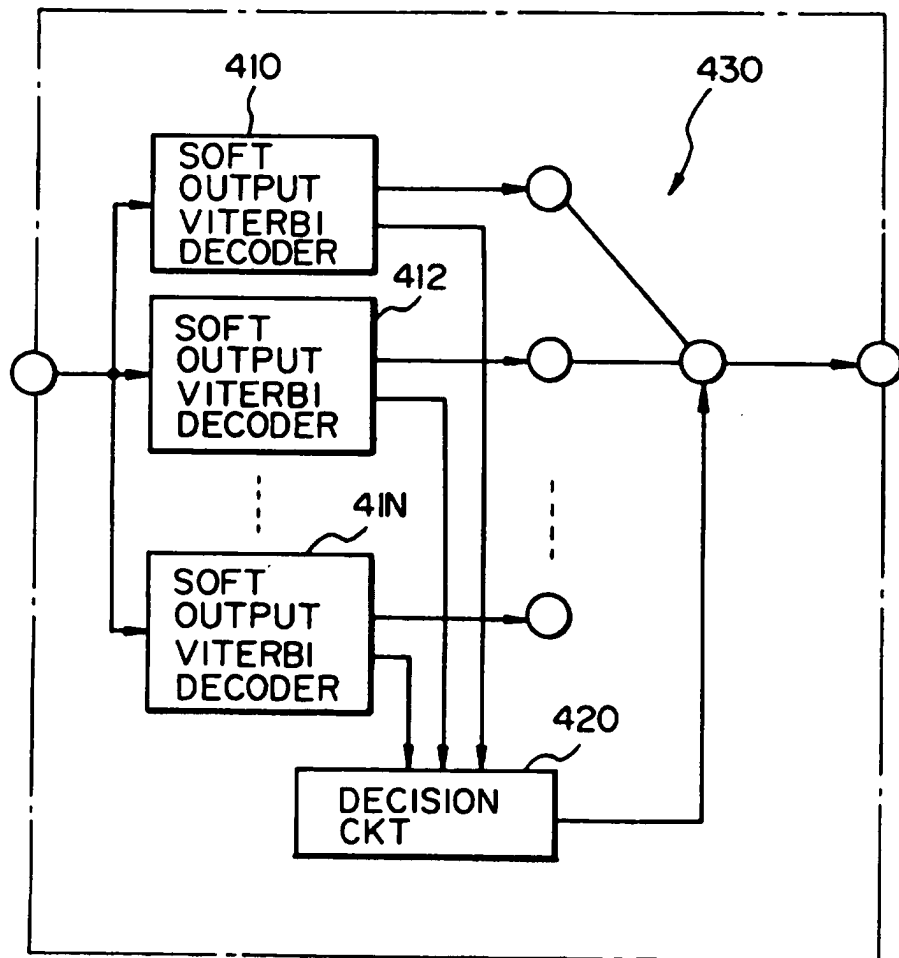 410
430
SOFT
OUTPUT
VITERBI
DECODER
412
SOFT
OUTPUT
VITERBI
DECODER
41N
SOFT
OUTPUT
VITERBI
DECODER
420
DECISION
CKT